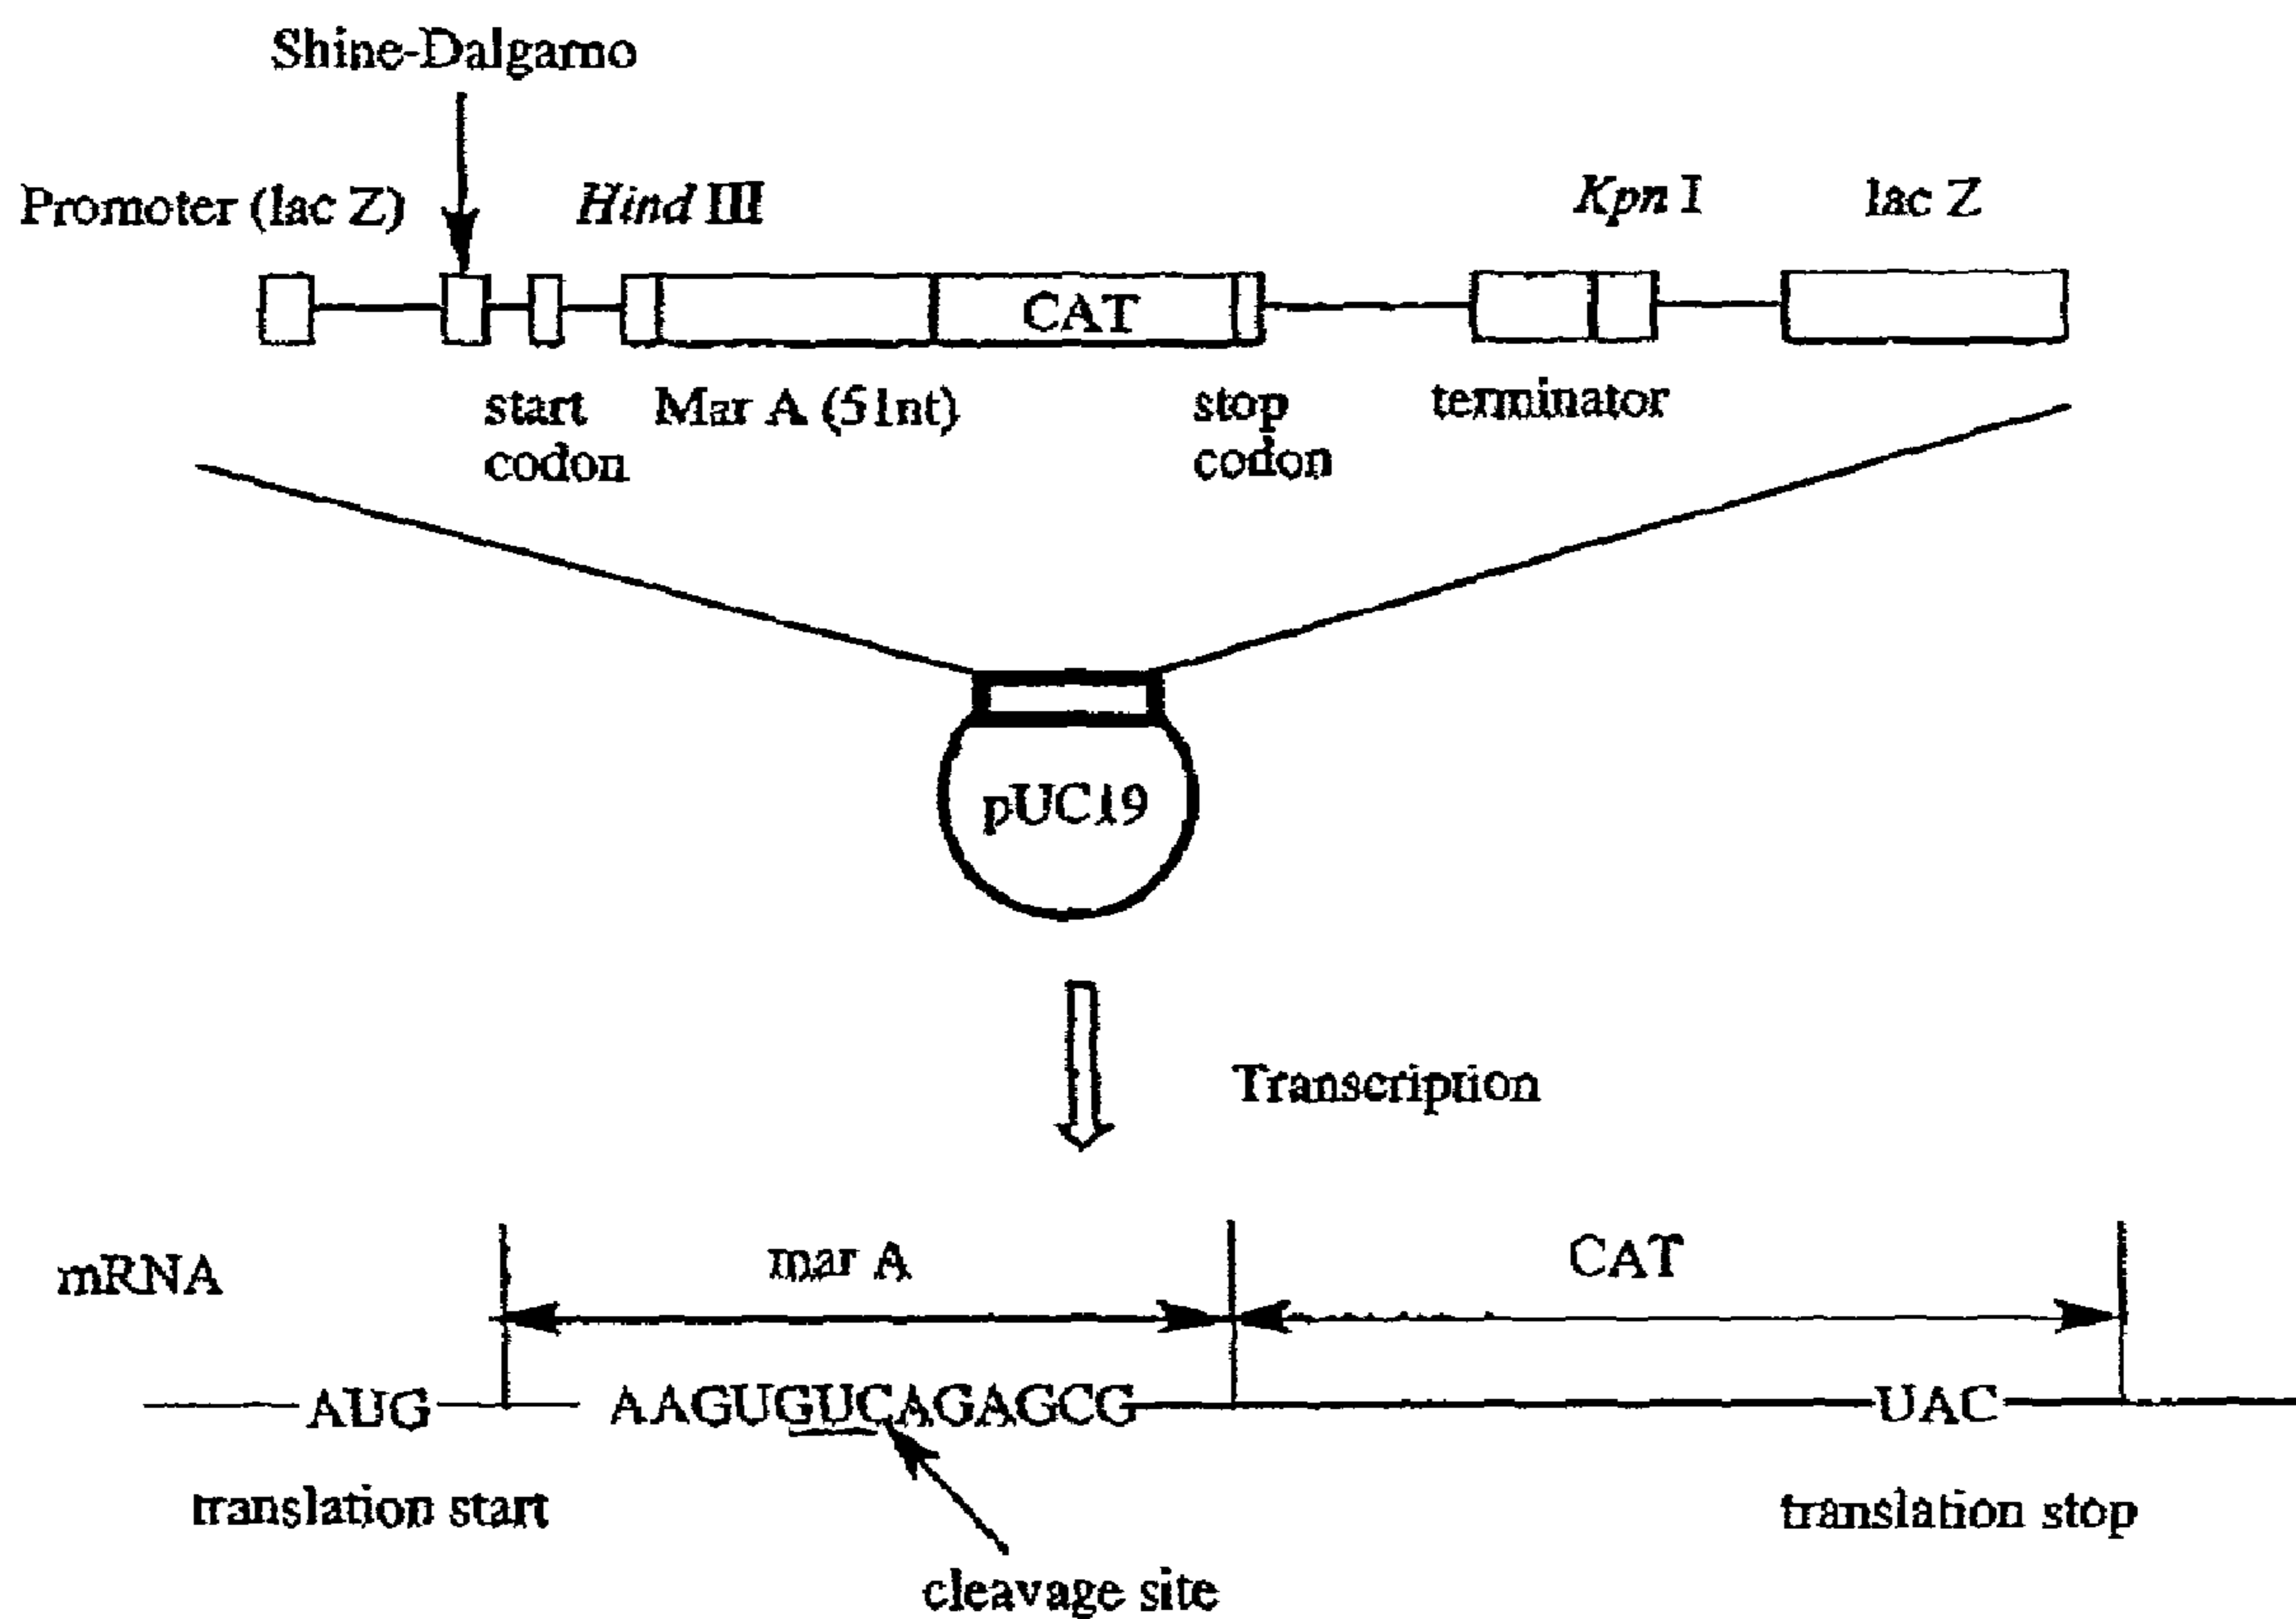 Shine-Dalgamo
Promoter (lac Z)
Hind III
Kpn I
lac Z
CAT
start
codon
Mar A (51nt)
stop
codon
terminator
pUC19
Transcription
mRNA
mar A
CAT
AUG
AAGUGUCAGAGCG
UAC
translation start
translation stop
cleavage site